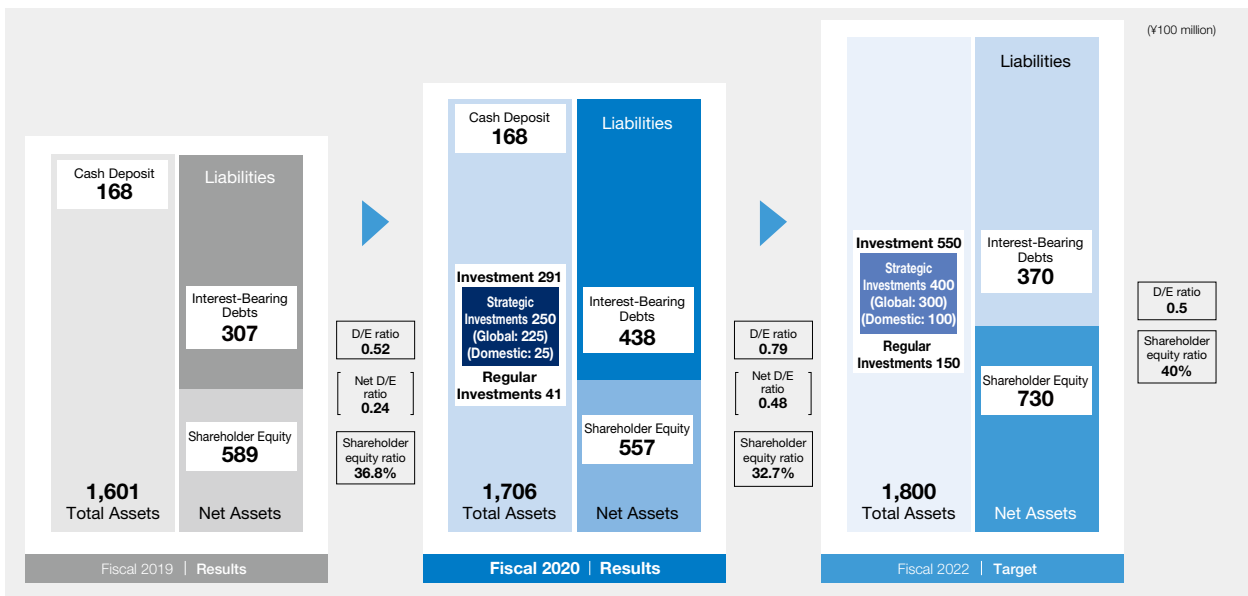 (¥100 million)
Cash Deposit
168
Liabilities
Interest-Bearing
Debts
307
Shareholder Equity
589
1,601
Total Assets
Net Assets
Fiscal 2019 | Results
D/E ratio
0.52
Net D/E
ratio
0.24
Shareholder
equity ratio
36.8%
Cash Deposit
168
Liabilities
Investment 291
Strategic
Investments 250
(Global: 225)
(Domestic: 25)
Regular
Investments 41
Interest-Bearing
Debts
438
Shareholder Equity
557
1,706
Total Assets
Net Assets
Fiscal 2020 | Results
D/E ratio
0.79
Net D/E
ratio
0.48
Shareholder
equity ratio
32.7%
Liabilities
Investment 550
Strategic
Investments 400
(Global: 300)
(Domestic: 100)
Regular
Investments 150
Interest-Bearing
Debts
370
Shareholder Equity
730
1,800
Total Assets
Net Assets
Fiscal 2022 | Target
D/E ratio
0.5
Shareholder
equity ratio
40%